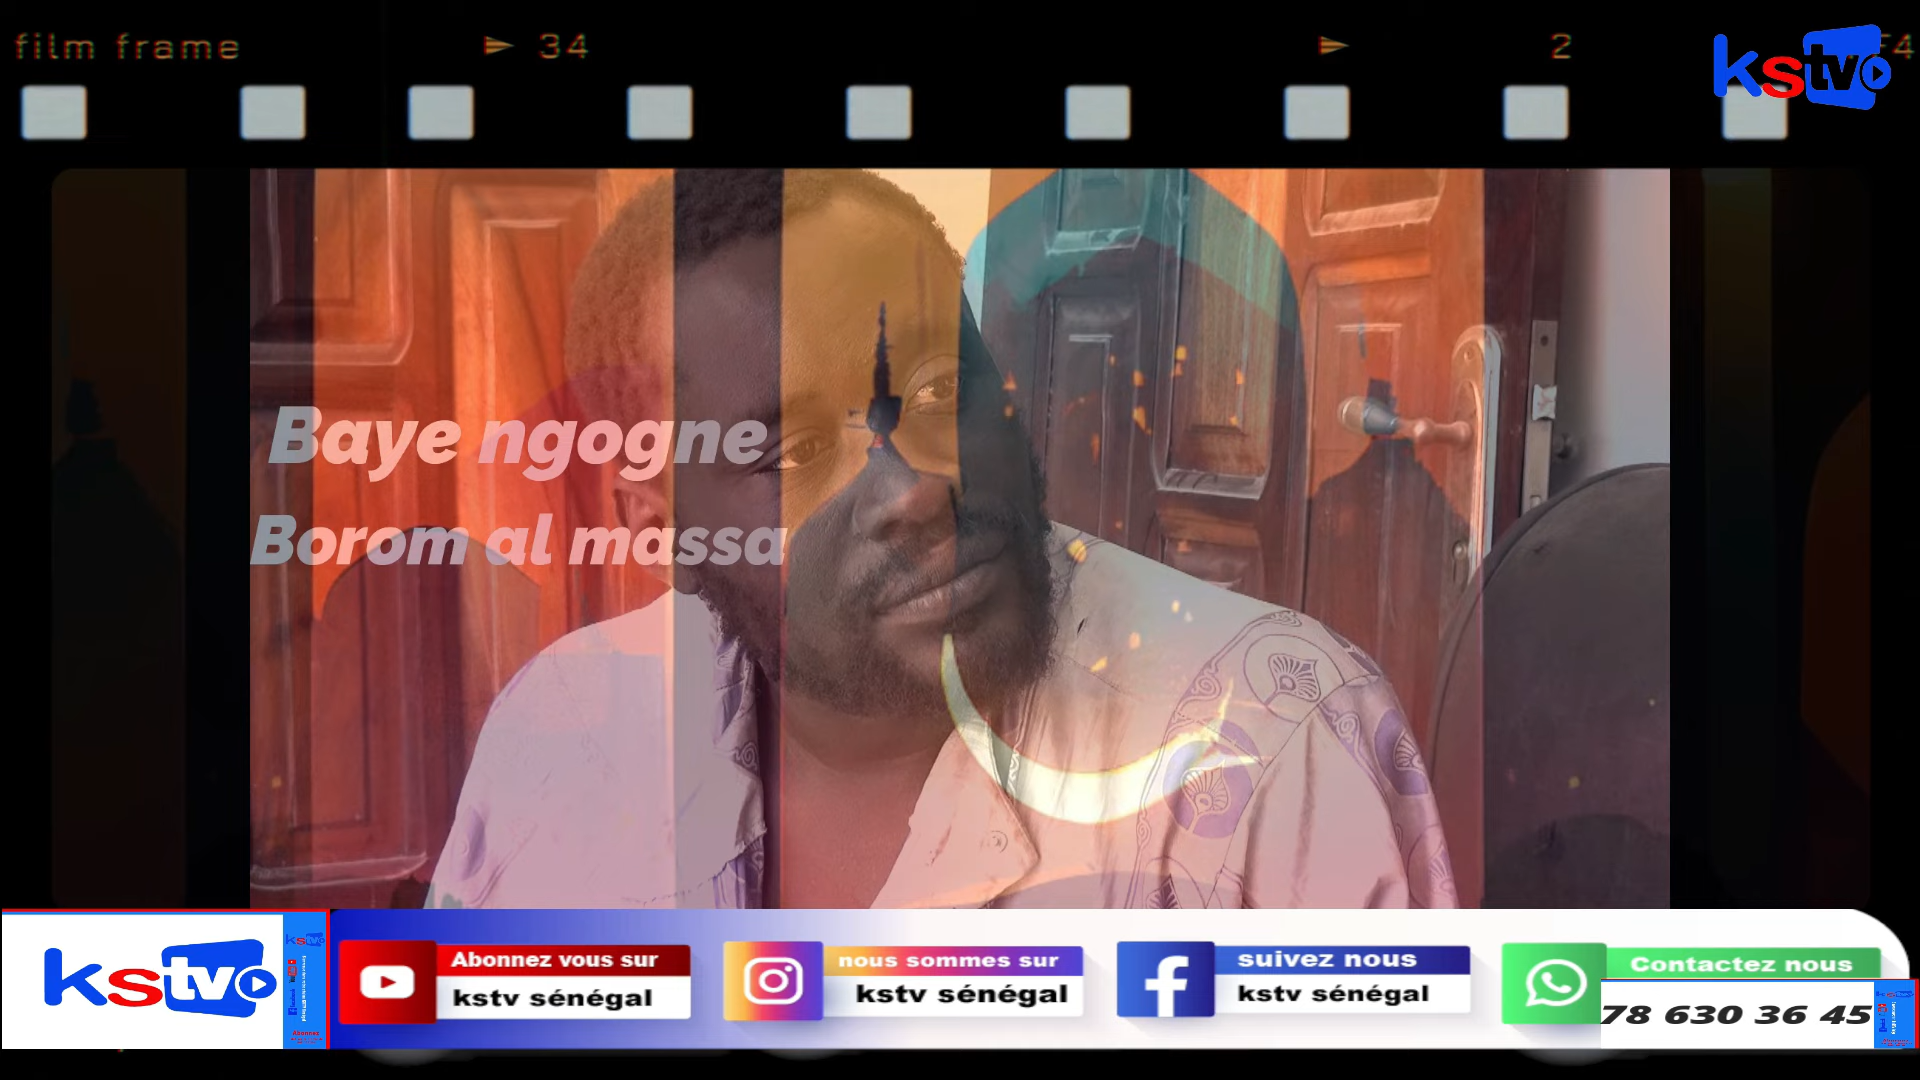 film frame
34
2
F4
kstv
Baye ngogne
Borom al massa
kstv
Abonnez vous sur
kstv sénégal
nous sommes sur
kstv sénégal
suivez nous
kstv sénégal
Contactez nous
78 630 36 45